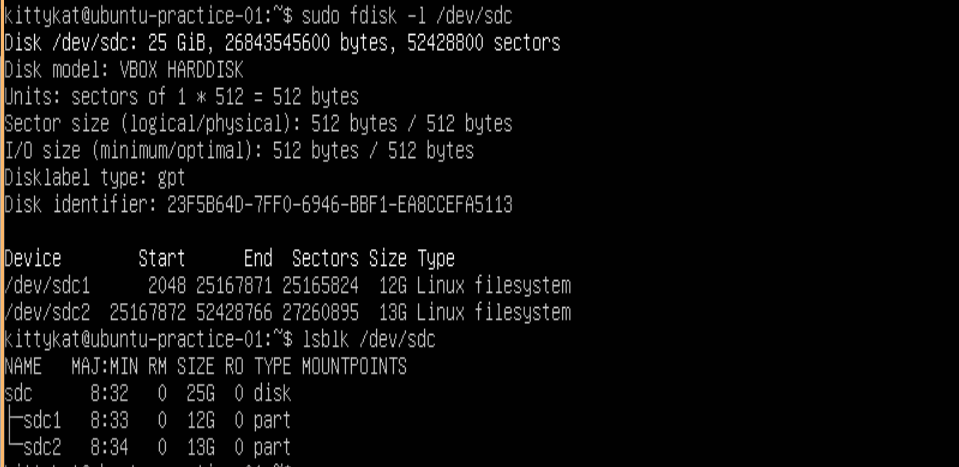 kittykat@ubuntu-practice-01:~$ sudo fdisk -l /dev/sdc
Disk /dev/sdc: 25 GiB, 26843545600 bytes, 52428800 sectors
Disk model: VBOX HARDDISK
Units: sectors of 1 * 512 = 512 bytes
Sector size (logical/physical): 512 bytes / 512 bytes
I/O size (minimum/optimal): 512 bytes / 512 bytes
Disklabel type: gpt
Disk identifier: 23F5B64D-7FF0-6946-BBF1-EA8CCEFA5113
Device Start End Sectors Size Type
/dev/sdc1 2048 25167871 25165824 12G Linux filesystem
/dev/sdc2 25167872 52428766 27260895 13G Linux filesystem
kittykat@ubuntu-practice-01:~$ lsblk /dev/sdc
NAME MAJ:MIN RM SIZE RO TYPE MOUNTPOINTS
sdc 8:32 0 25G 0 disk
├─sdc1 8:33 0 12G 0 part
└─sdc2 8:34 0 13G 0 part